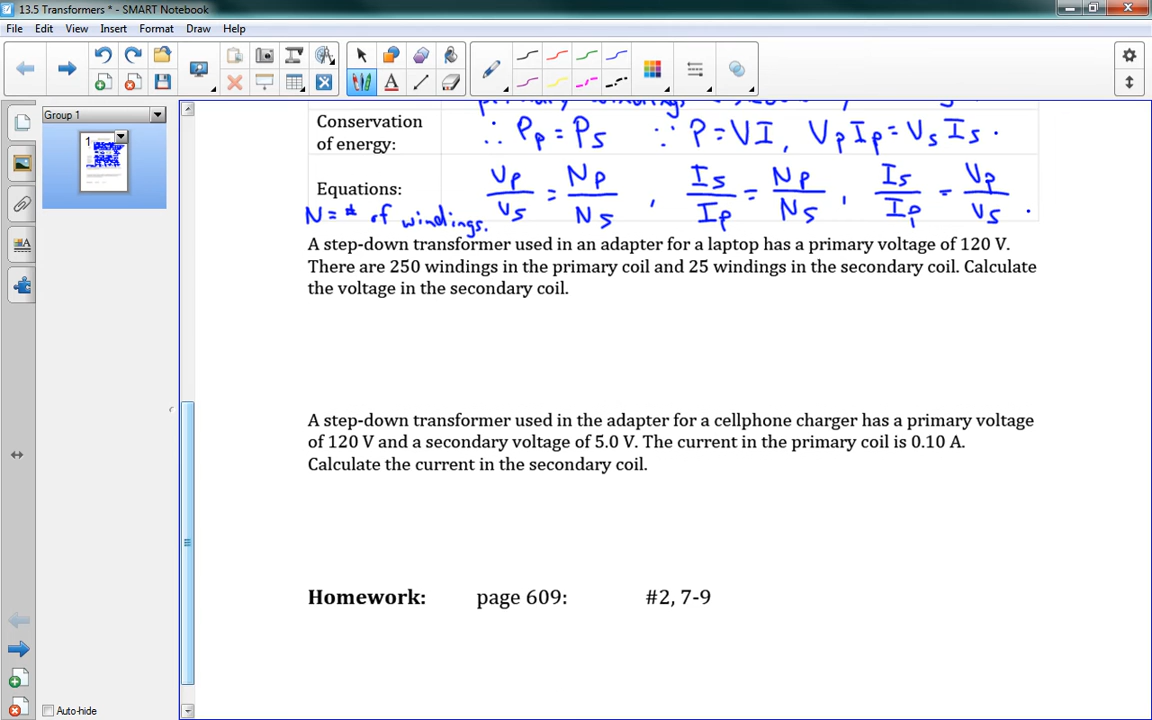 13.5 Transformers * - SMART Notebook
File Edit View Insert Format Draw Help
Group 1
1
primary windings
Conservation
of energy:
∴ Pp = Ps ∵ P = VI, VpIp = VsIs.
Equations:
Vp/Vs = Np/Ns , Is/Ip = Np/Ns , Is/Ip = Vp/Vs .
N = # of windings.
A step-down transformer used in an adapter for a laptop has a primary voltage of 120 V.
There are 250 windings in the primary coil and 25 windings in the secondary coil. Calculate
the voltage in the secondary coil.
A step-down transformer used in the adapter for a cellphone charger has a primary voltage
of 120 V and a secondary voltage of 5.0 V. The current in the primary coil is 0.10 A.
Calculate the current in the secondary coil.
Homework: page 609: #2, 7-9
Auto-hide